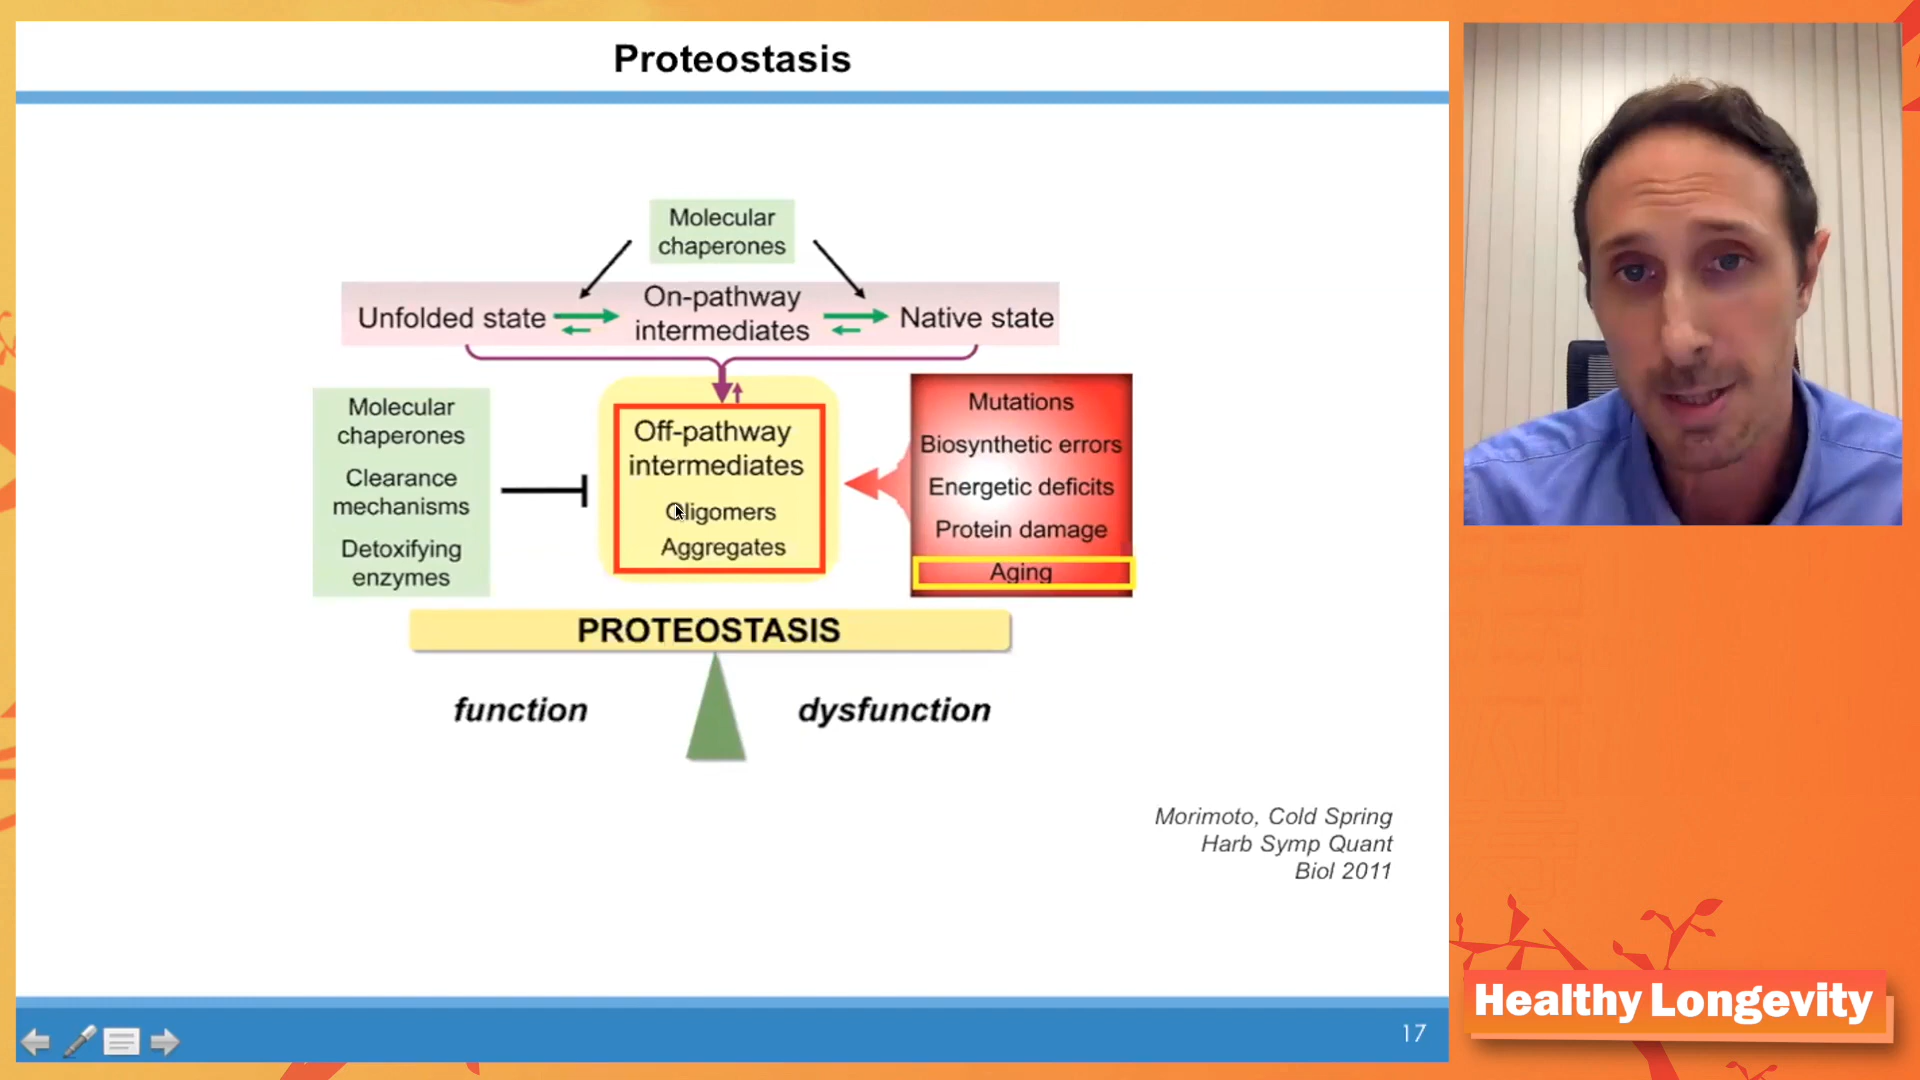 Proteostasis
Molecular
chaperones
Unfolded state
On-pathway
intermediates
Native state
Molecular
chaperones
Clearance
mechanisms
Detoxifying
enzymes
Off-pathway
intermediates
Oligomers
Aggregates
Mutations
Biosynthetic errors
Energetic deficits
Protein damage
Aging
PROTEOSTASIS
function
dysfunction
Morimoto, Cold Spring
Harb Symp Quant
Biol 2011
17
Healthy Longevity